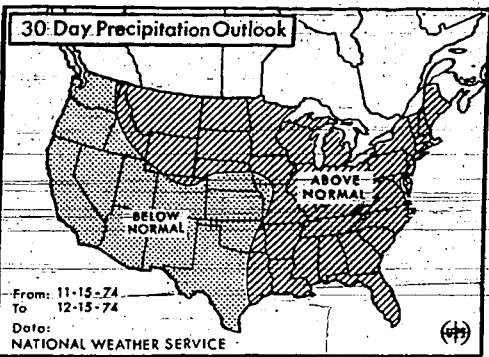 30 Day Precipitation Outlook
ABOVE
NORMAL
BELOW
NORMAL
From: 11-15-74
To 12-15-74
Data:
NATIONAL WEATHER SERVICE
UPI